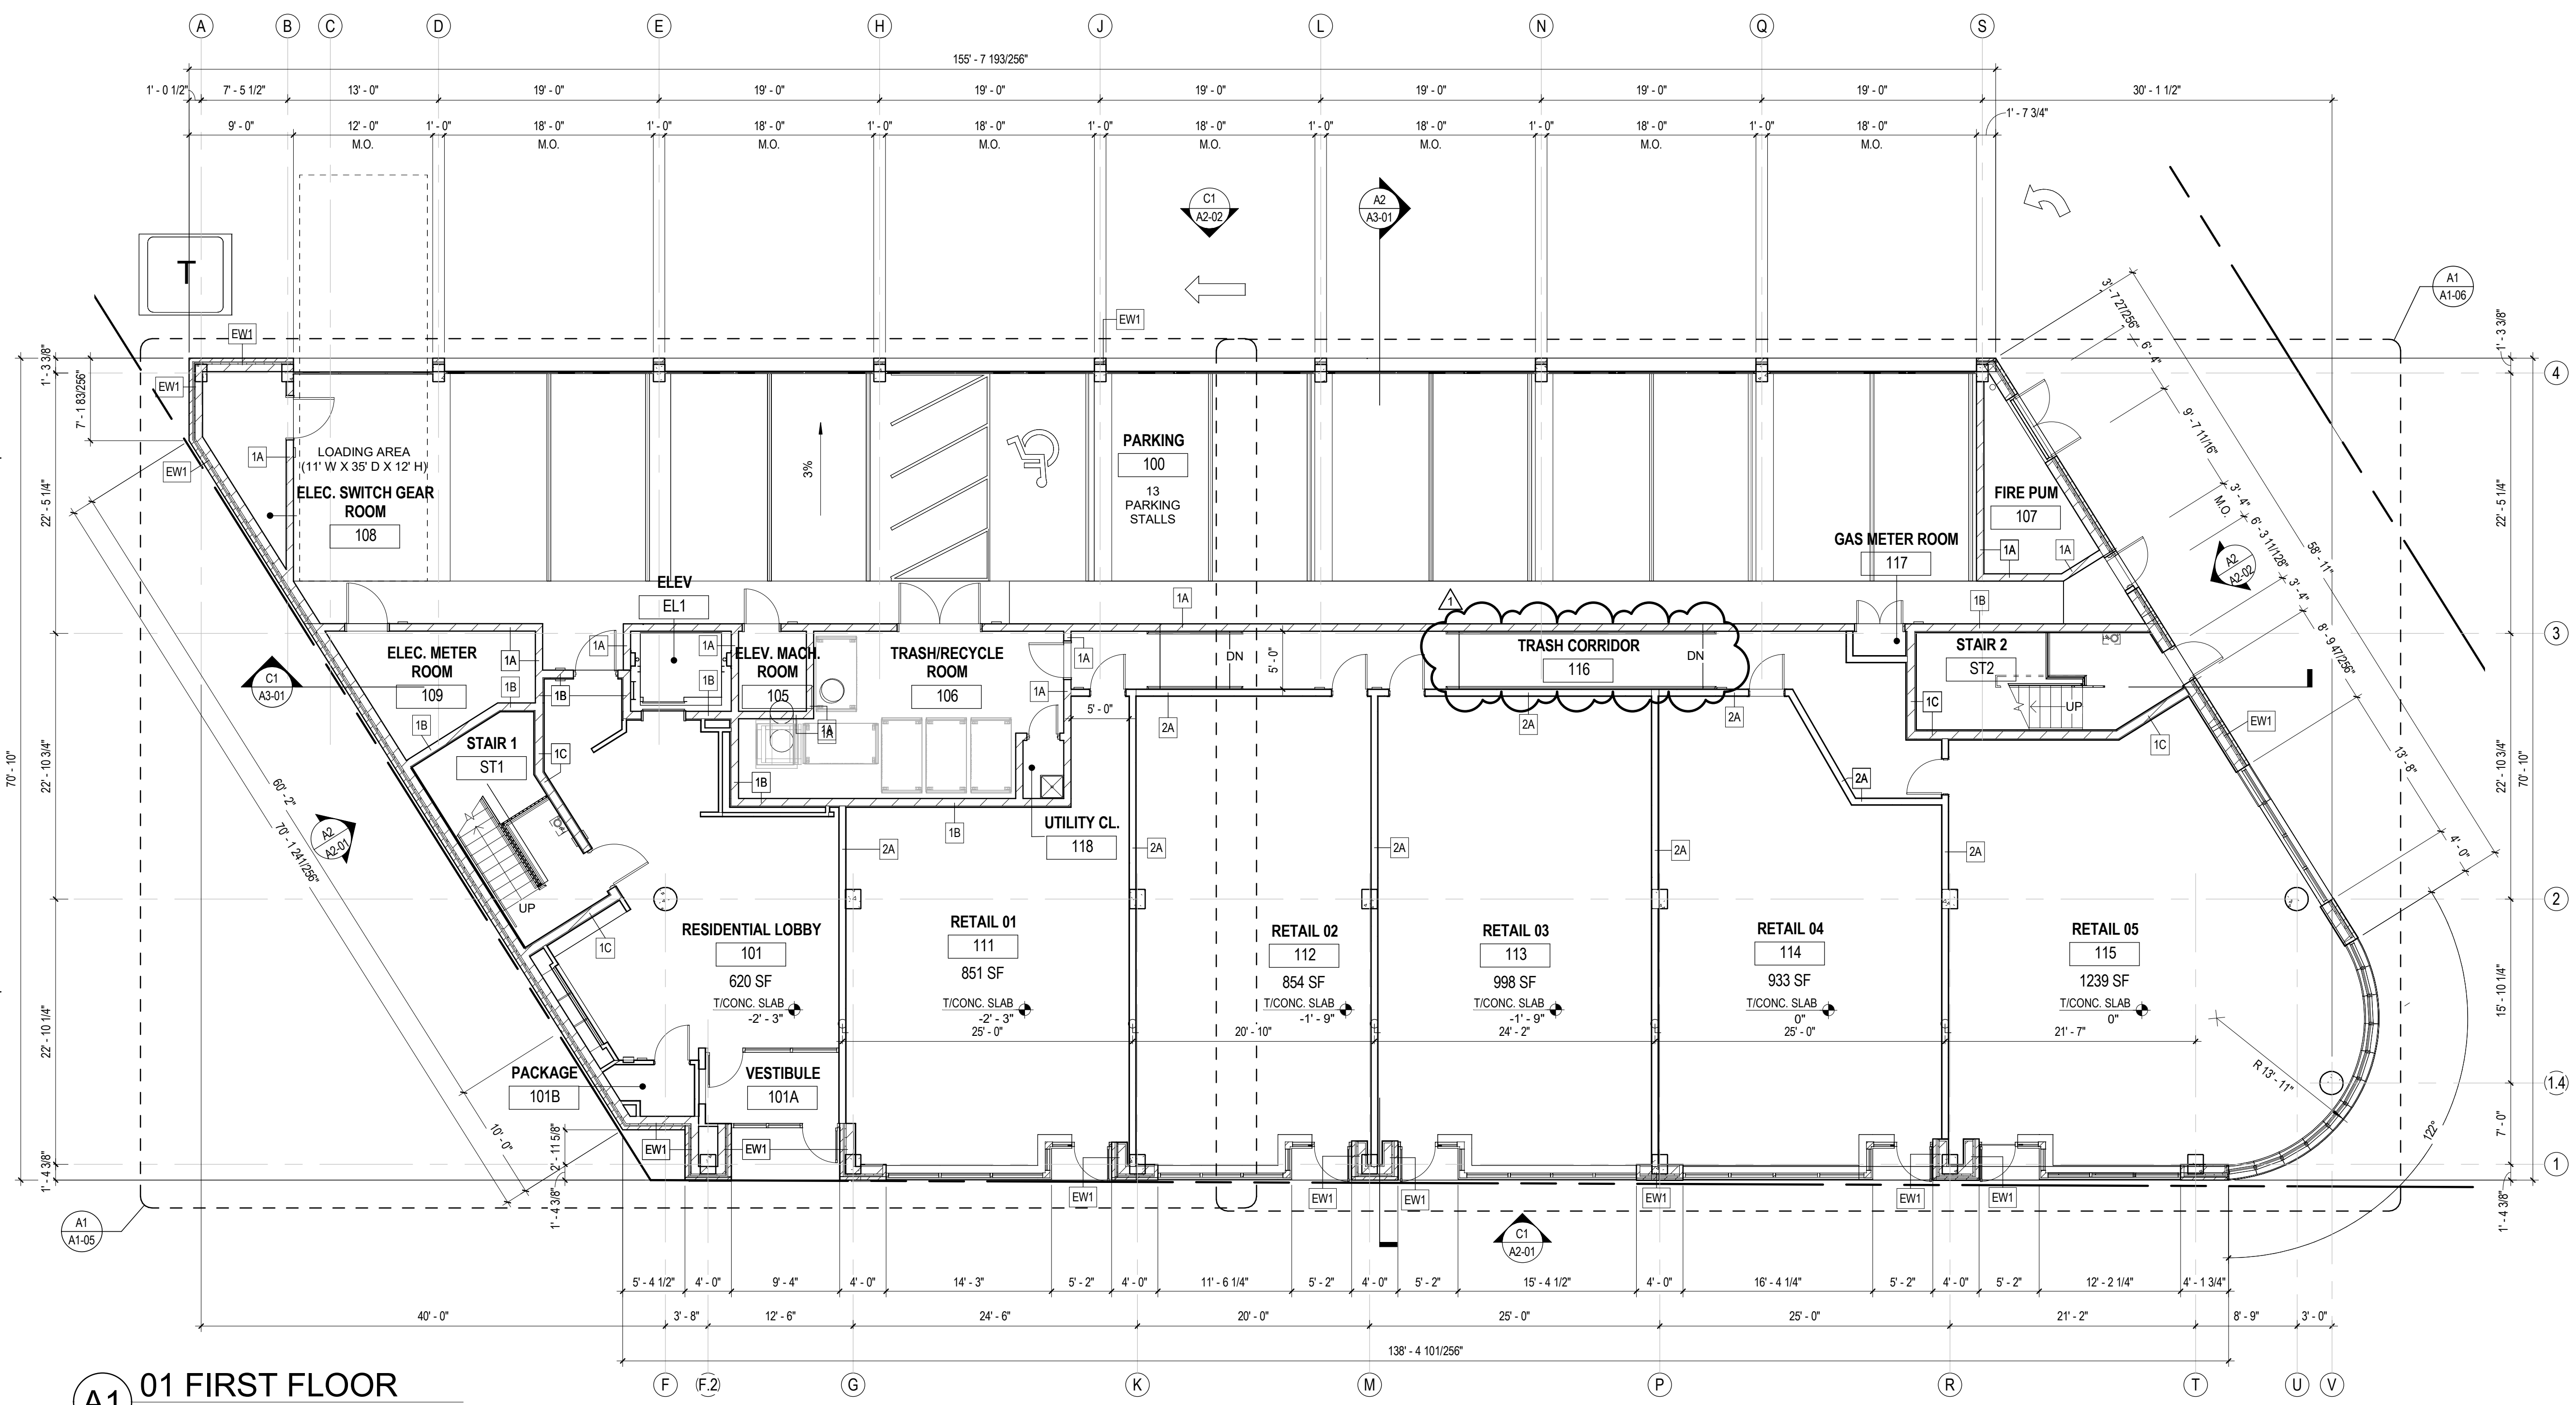 A B C D E H J L N Q S
155' - 7 193/256"
1' - 0 1/2" 7' - 5 1/2" 13' - 0" 19' - 0" 19' - 0" 19' - 0" 19' - 0" 19' - 0" 19' - 0" 19' - 0" 30' - 1 1/2"
9' - 0" 12' - 0" 1' - 0" 18' - 0" 1' - 0" 18' - 0" 1' - 0" 18' - 0" 1' - 0" 18' - 0" 1' - 0" 18' - 0" 1' - 0" 18' - 0" 1' - 0" 18' - 0" 1' - 7 3/4"
M.O. M.O. M.O. M.O. M.O. M.O. M.O. M.O.
C1
A2-02
A2
A3-01
T
A1
A1-06
EW1
EW1
EW1
EW1
1' - 3 3/8"
7' - 1 83/256"
22' - 5 1/4"
22' - 10 3/4"
70' - 10"
22' - 10 1/4"
1' - 4 3/8"
1A
LOADING AREA
(11' W X 35' D X 12' H)
ELEC. SWITCH GEAR
ROOM
108
3%
PARKING
100
13
PARKING
STALLS
FIRE PUM
107
1A 1A
GAS METER ROOM
117
1B
3' - 7 27/256"
6' - 4"
9' - 7 11/16"
3' - 4"
M.O.
6' - 3 11/128"
3' - 4"
8' - 9 47/256"
58' - 11"
13' - 8"
4' - 0"
A2
A2-02
1' - 3 3/8"
22' - 5 1/4"
22' - 10 3/4"
70' - 10"
15' - 10 1/4"
7' - 0"
1' - 4 3/8"
4
3
2
1.4
1
ELEV
EL1
ELEC. METER
ROOM
109
C1
A3-01
1A
1B
1B
1B
1A
1A
1B
ELEV. MACH.
ROOM
105
1A
TRASH/RECYCLE
ROOM
106
1A
1A
1A
5' - 0"
5' - 0"
DN
1
TRASH CORRIDOR
116
DN
2A
2A
2A
STAIR 2
ST2
UP
1C
1C
EW1
2A
STAIR 1
ST1
1C
UP
1C
1B
1B
UTILITY CL.
118
2A
2A
2A
2A
2A
A2
A2-01
60' - 2"
70' - 1 241/256"
10' - 0"
RESIDENTIAL LOBBY
101
620 SF
T/CONC. SLAB
-2' - 3"
RETAIL 01
111
851 SF
T/CONC. SLAB
-2' - 3"
25' - 0"
RETAIL 02
112
854 SF
T/CONC. SLAB
-1' - 9"
20' - 10"
RETAIL 03
113
998 SF
T/CONC. SLAB
-1' - 9"
24' - 2"
RETAIL 04
114
933 SF
T/CONC. SLAB
0"
25' - 0"
RETAIL 05
115
1239 SF
T/CONC. SLAB
0"
21' - 7"
R 13' - 11"
122°
PACKAGE
101B
VESTIBULE
101A
EW1 EW1
EW1 EW1 EW1 EW1 EW1 EW1
2' - 11 5/8"
1' - 4 3/8"
A1
A1-05
C1
A2-01
5' - 4 1/2" 4' - 0" 9' - 4" 4' - 0" 14' - 3" 5' - 2" 4' - 0" 11' - 6 1/4" 5' - 2" 4' - 0" 5' - 2" 15' - 4 1/2" 4' - 0" 16' - 4 1/4" 5' - 2" 4' - 0" 5' - 2" 12' - 2 1/4" 4' - 1 3/4"
40' - 0" 3' - 8" 12' - 6" 24' - 6" 20' - 0" 25' - 0" 25' - 0" 21' - 2" 8' - 9" 3' - 0"
138' - 4 101/256"
F F.2 G K M P R T U V
A1 01 FIRST FLOOR